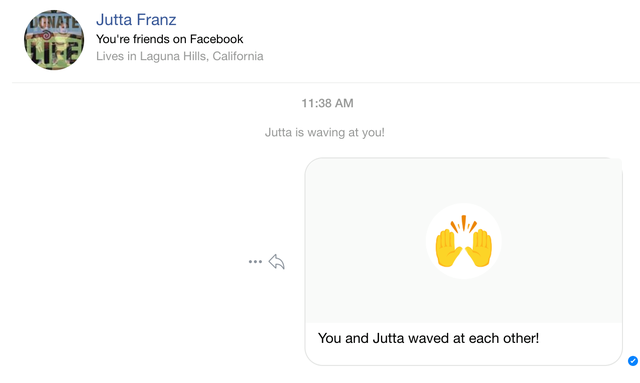 DONATE
LIFE
Jutta Franz
You're friends on Facebook
Lives in Laguna Hills, California
11:38 AM
Jutta is waving at you!
You and Jutta waved at each other!